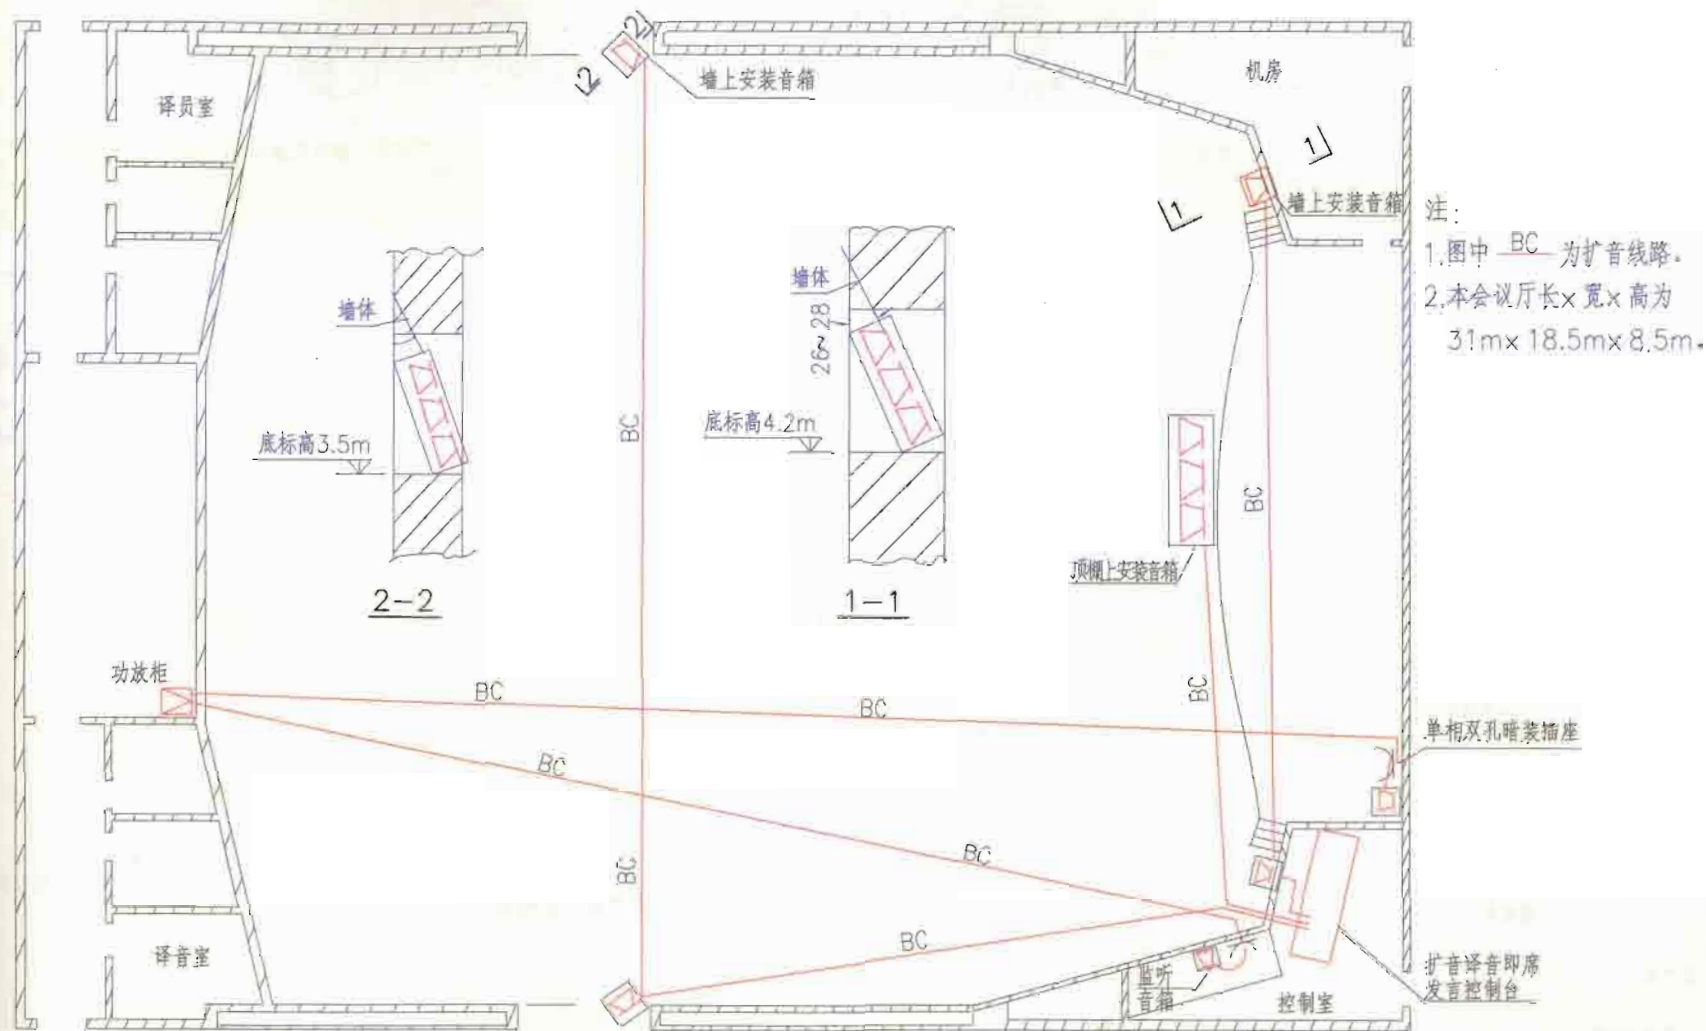 2
2
墙上安装音箱
机房
译员室
1
1
墙上安装音箱
注:
1.图中 BC 为扩音线路。
2.本会议厅长×宽×高为
31m×18.5m×8.5m。
墙体
墙体
26~28
底标高3.5m
底标高4.2m
BC
BC
顶棚上安装音箱
2-2
1-1
功放柜
BC
BC
BC
单相双孔暗装插座
BC
BC
BC
BC
译音室
监听
音箱
控制室
扩音译音即席
发言控制台